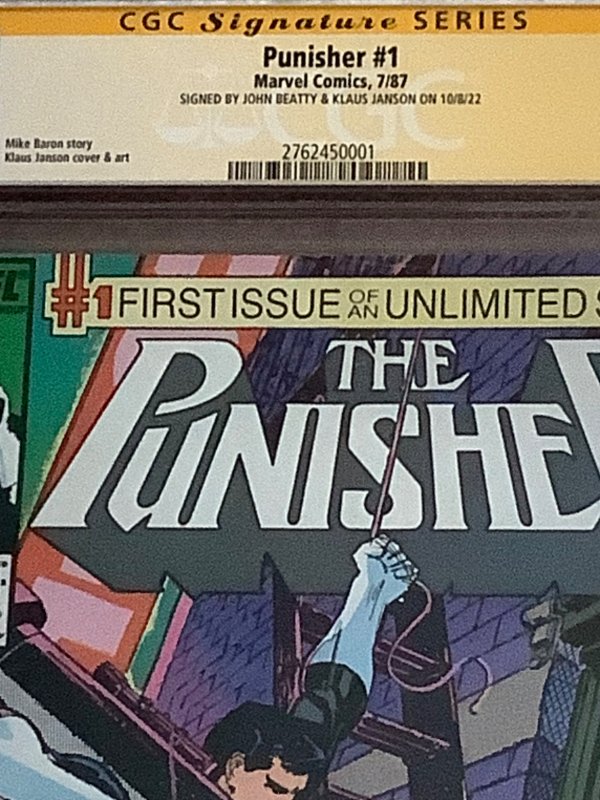 CGC Signature SERIES
Punisher #1
Marvel Comics, 7/87
SIGNED BY JOHN BEATTY & KLAUS JANSON ON 10/8/22
CGC
Mike Baron story
Klaus Janson cover & art
2762450001
#1 FIRST ISSUE OF AN UNLIMITED S
THE
PUNISHE